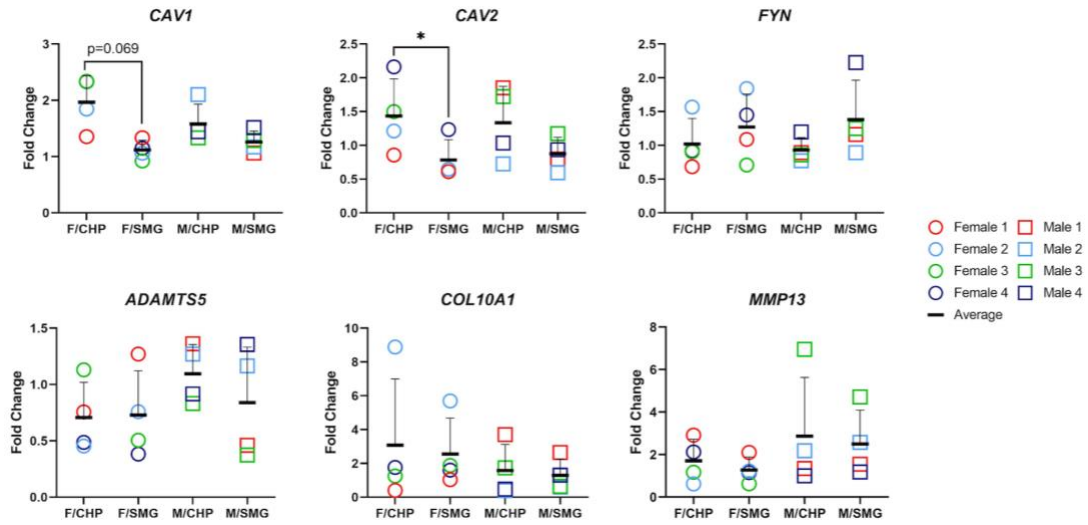 CAV1
CAV2
FYN
Fold Change
3
2
1
0
p=0.069
F/CHP F/SMG M/CHP M/SMG
Fold Change
2.5
2.0
1.5
1.0
0.5
0.0
*
F/CHP F/SMG M/CHP M/SMG
Fold Change
2.5
2.0
1.5
1.0
0.5
0.0
F/CHP F/SMG M/CHP M/SMG
Female 1 Male 1
Female 2 Male 2
Female 3 Male 3
Female 4 Male 4
Average
ADAMTS5
COL10A1
MMP13
Fold Change
1.5
1.0
0.5
0.0
F/CHP F/SMG M/CHP M/SMG
Fold Change
10
8
6
4
2
0
F/CHP F/SMG M/CHP M/SMG
Fold Change
8
6
4
2
0
F/CHP F/SMG M/CHP M/SMG